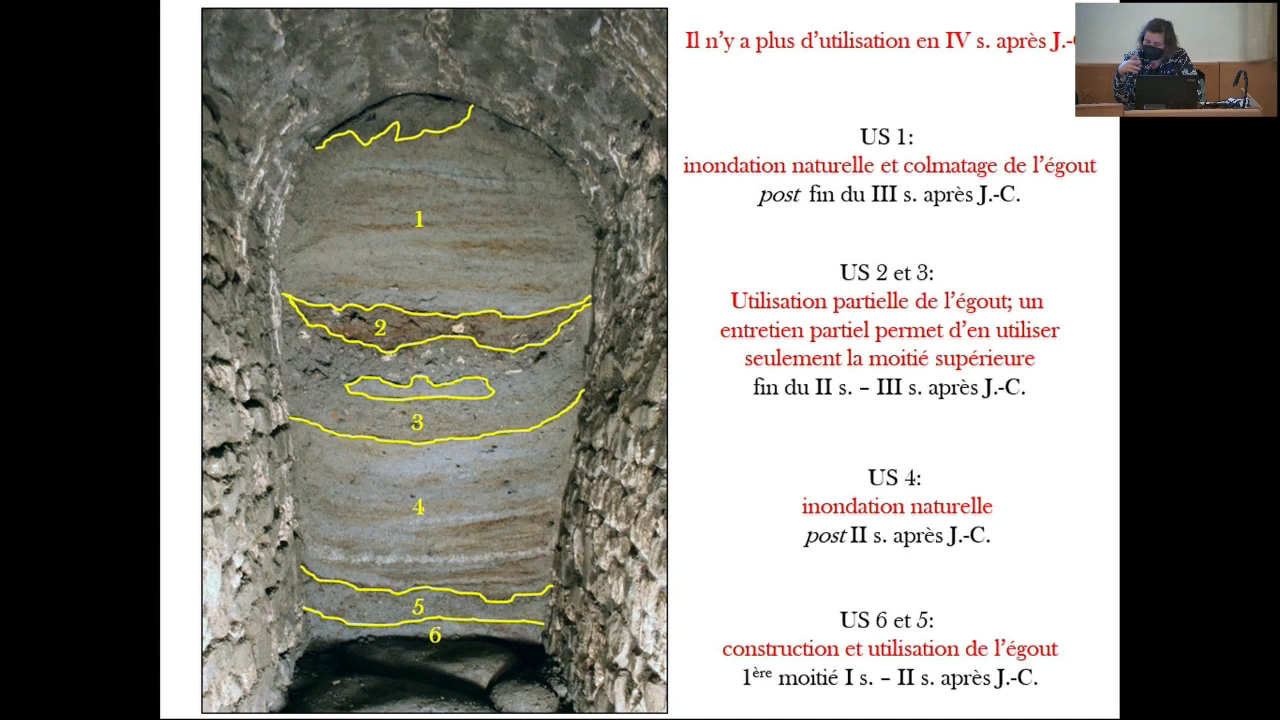 Il n'y a plus d'utilisation en IV s. après J.-
US 1:
inondation naturelle et colmatage de l'égout
post fin du III s. après J.-C.
1
US 2 et 3:
Utilisation partielle de l'égout; un
entretien partiel permet d'en utiliser
seulement la moitié supérieure
fin du II s. – III s. après J.-C.
2
3
US 4:
inondation naturelle
post II s. après J.-C.
4
US 6 et 5:
construction et utilisation de l'égout
1ère moitié I s. – II s. après J.-C.
5
6